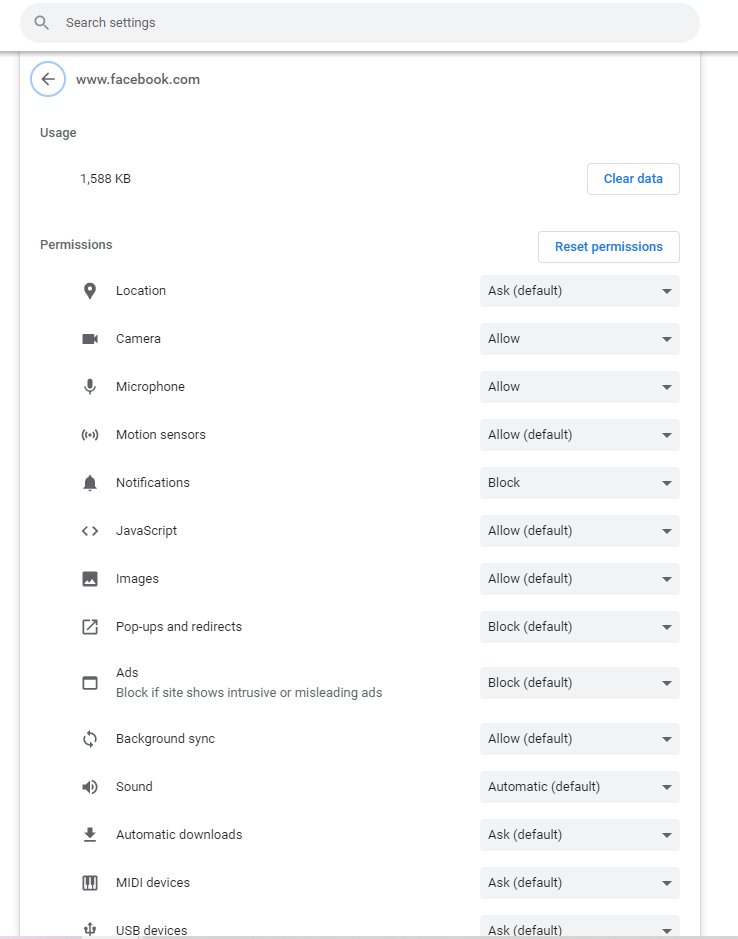 Search settings
www.facebook.com
Usage
1,588 KB
Clear data
Permissions
Reset permissions
Location
Ask (default)
Camera
Allow
Microphone
Allow
Motion sensors
Allow (default)
Notifications
Block
JavaScript
Allow (default)
Images
Allow (default)
Pop-ups and redirects
Block (default)
Ads
Block if site shows intrusive or misleading ads
Block (default)
Background sync
Allow (default)
Sound
Automatic (default)
Automatic downloads
Ask (default)
MIDI devices
Ask (default)
USB devices
Ask (default)